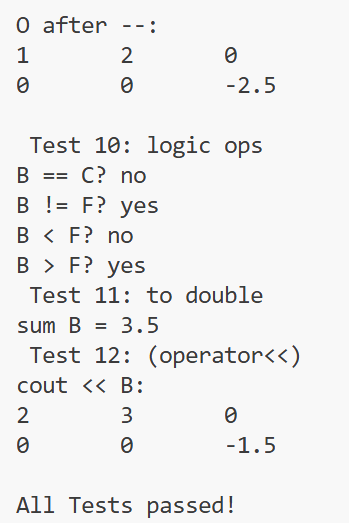 O after --:
1 2 0
0 0 -2.5
Test 10: logic ops
B == C? no
B != F? yes
B < F? no
B > F? yes
Test 11: to double
sum B = 3.5
Test 12: (operator<<)
cout << B:
2 3 0
0 0 -1.5
All Tests passed!